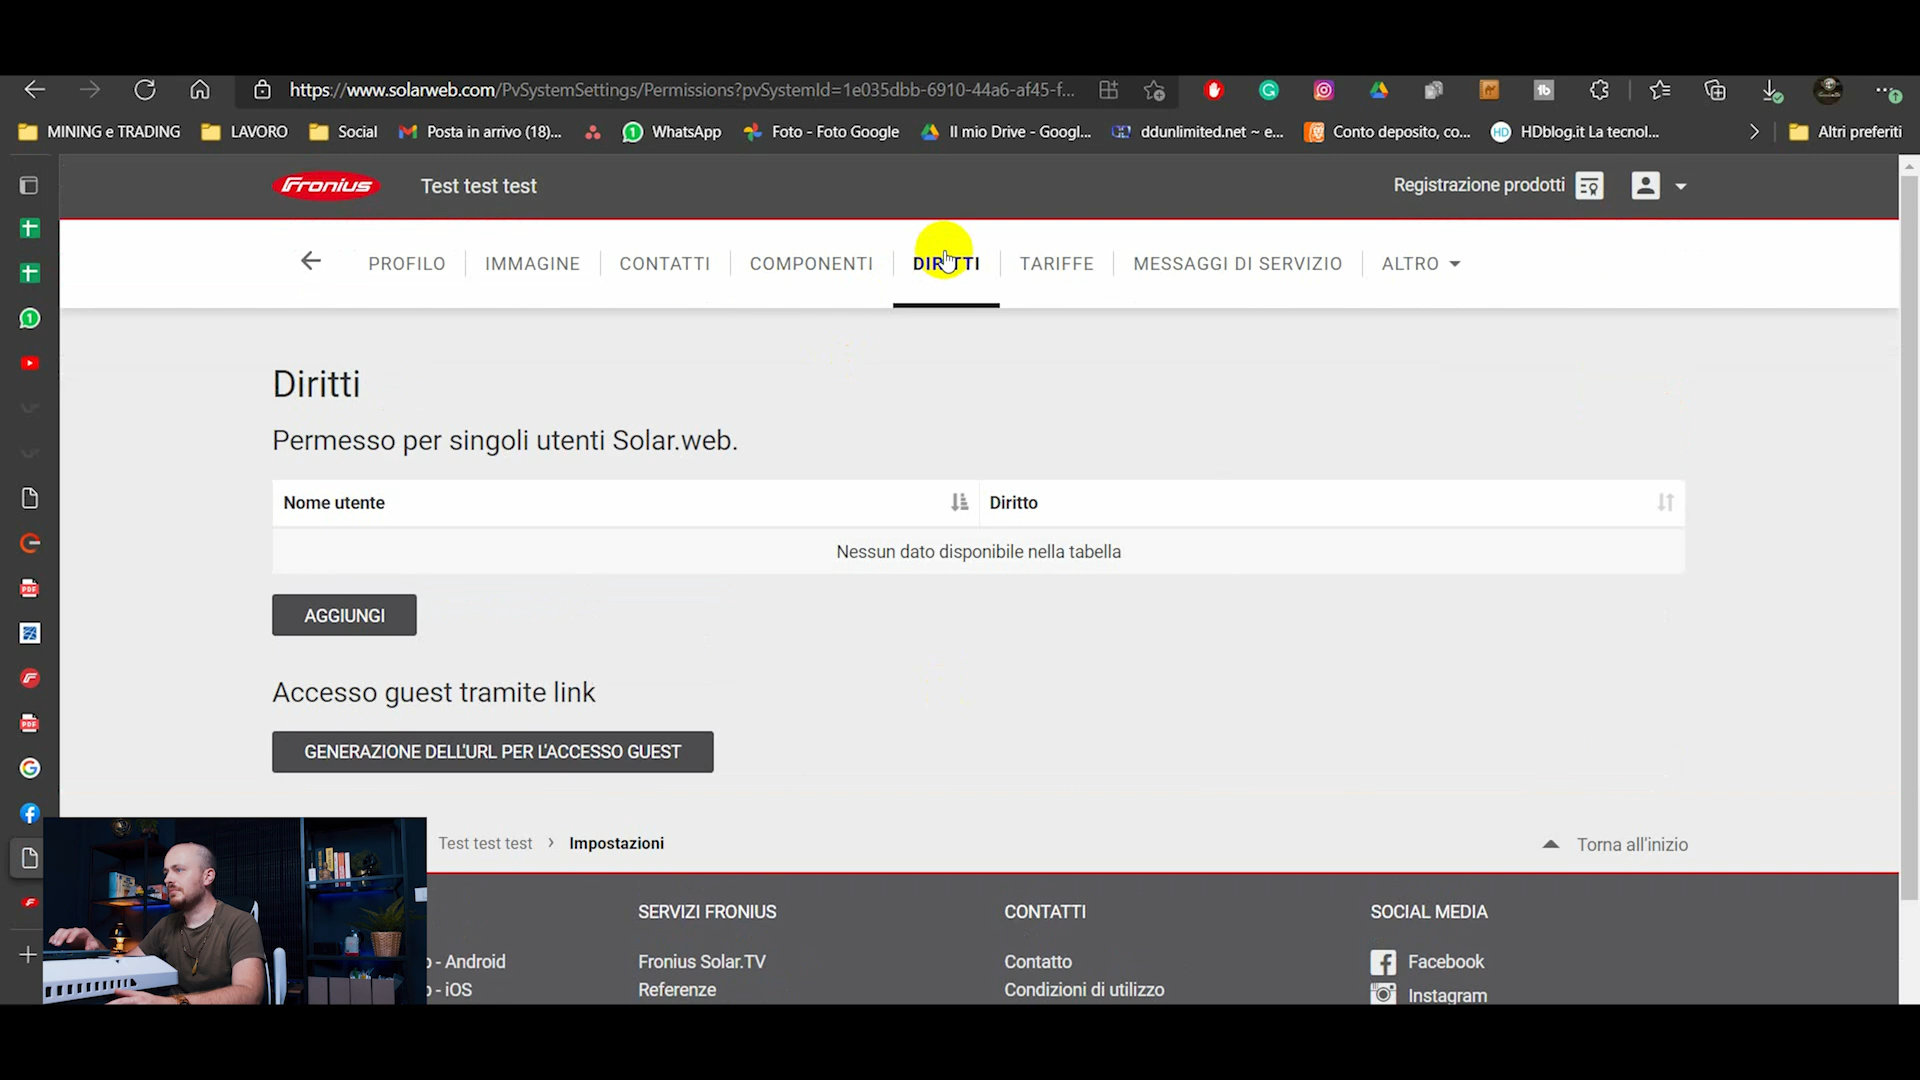 https://www.solarweb.com/PvSystemSettings/Permissions?pvSystemId=1e035dbb-6910-44a6-af45-f...
MINING e TRADING
LAVORO
Social
Posta in arrivo (18)...
WhatsApp
Foto - Foto Google
Il mio Drive - Googl...
ddunlimited.net ~ e...
Conto deposito, co...
HDblog.it La tecnol...
Altri preferiti
Fronius
Test test test
Registrazione prodotti
PROFILO
IMMAGINE
CONTATTI
COMPONENTI
DIRITTI
TARIFFE
MESSAGGI DI SERVIZIO
ALTRO
Diritti
Permesso per singoli utenti Solar.web.
Nome utente
Diritto
Nessun dato disponibile nella tabella
AGGIUNGI
Accesso guest tramite link
GENERAZIONE DELL'URL PER L'ACCESSO GUEST
Test test test > Impostazioni
Torna all'inizio
SERVIZI FRONIUS
CONTATTI
SOCIAL MEDIA
- Android
Fronius Solar.TV
Contatto
Facebook
- iOS
Referenze
Condizioni di utilizzo
Instagram